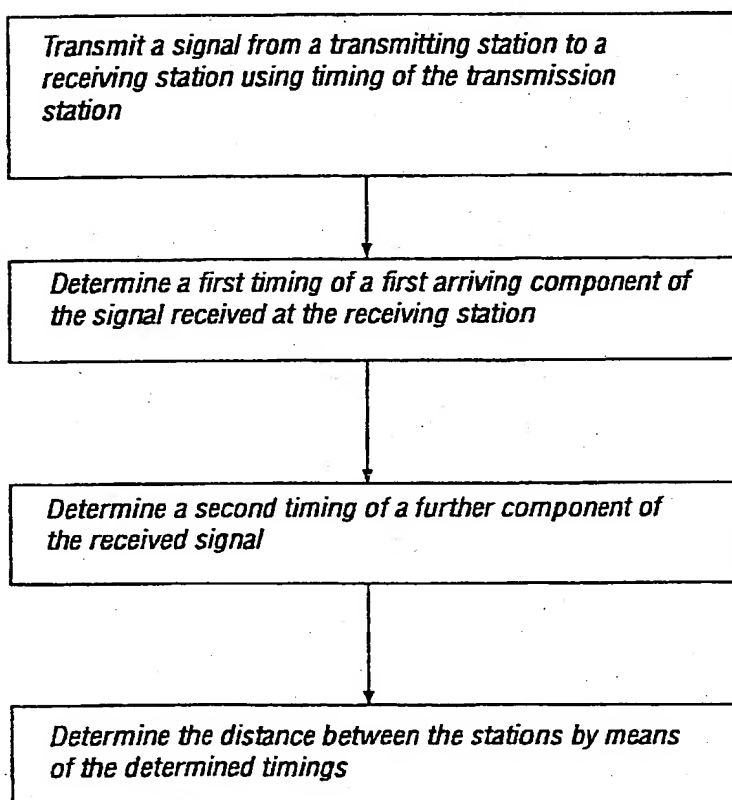 Transmit a signal from a transmitting station to a
receiving station using timing of the transmission
station
Determine a first timing of a first arriving component of
the signal received at the receiving station
Determine a second timing of a further component of
the received signal
Determine the distance between the stations by means
of the determined timings